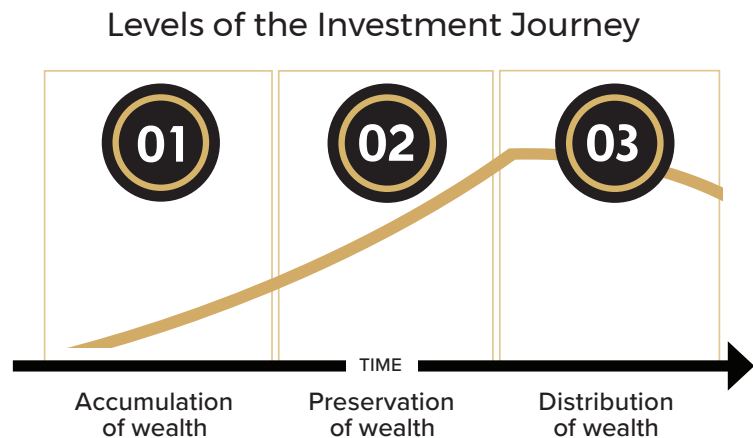 Levels of the Investment Journey
01
02
03
TIME
Accumulation
of wealth
Preservation
of wealth
Distribution
of wealth